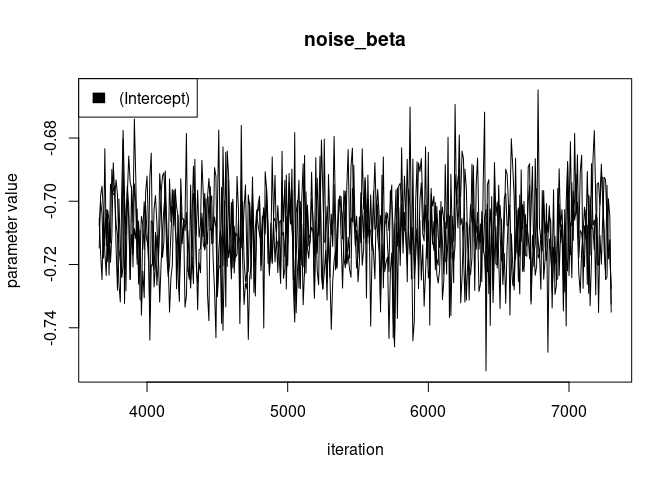 noise_beta
(Intercept)
parameter value
-0.68
-0.70
-0.72
-0.74
4000 5000 6000 7000
iteration